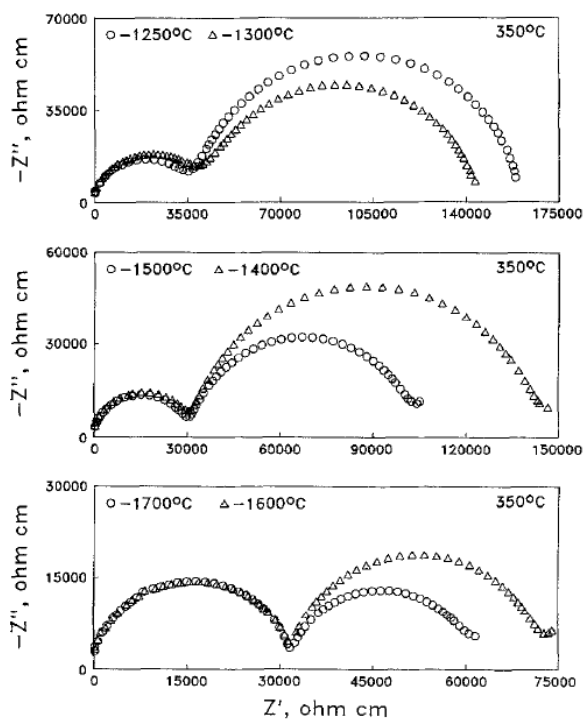 70000
○ −1250°C △ −1300°C 350°C
35000
−Z'', ohm cm
0
0 35000 70000 105000 140000 175000
60000
○ −1500°C △ −1400°C 350°C
30000
−Z'', ohm cm
0
0 30000 60000 90000 120000 150000
30000
○ −1700°C △ −1600°C 350°C
15000
−Z'', ohm cm
0
0 15000 30000 45000 60000 75000
Z', ohm cm